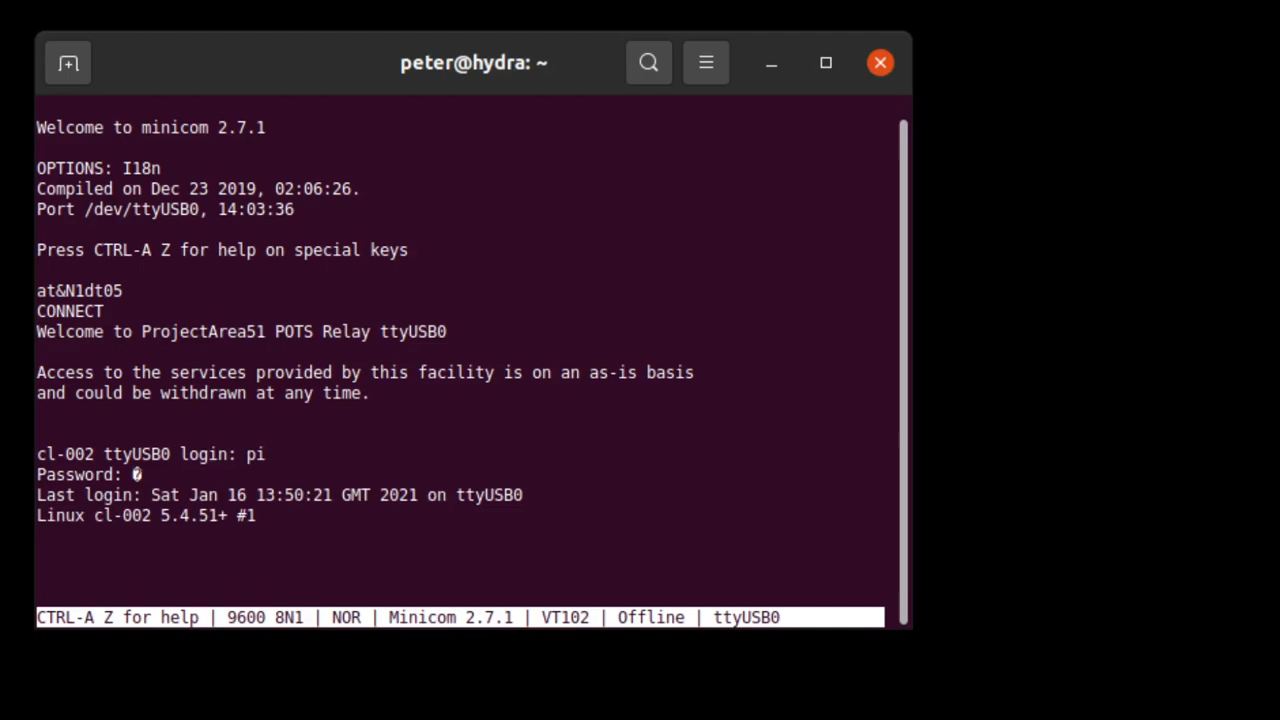 peter@hydra: ~
Welcome to minicom 2.7.1
OPTIONS: I18n
Compiled on Dec 23 2019, 02:06:26.
Port /dev/ttyUSB0, 14:03:36
Press CTRL-A Z for help on special keys
at&N1dt05
CONNECT
Welcome to ProjectArea51 POTS Relay ttyUSB0
Access to the services provided by this facility is on an as-is basis
and could be withdrawn at any time.
cl-002 ttyUSB0 login: pi
Password: �
Last login: Sat Jan 16 13:50:21 GMT 2021 on ttyUSB0
Linux cl-002 5.4.51+ #1
CTRL-A Z for help | 9600 8N1 | NOR | Minicom 2.7.1 | VT102 | Offline | ttyUSB0